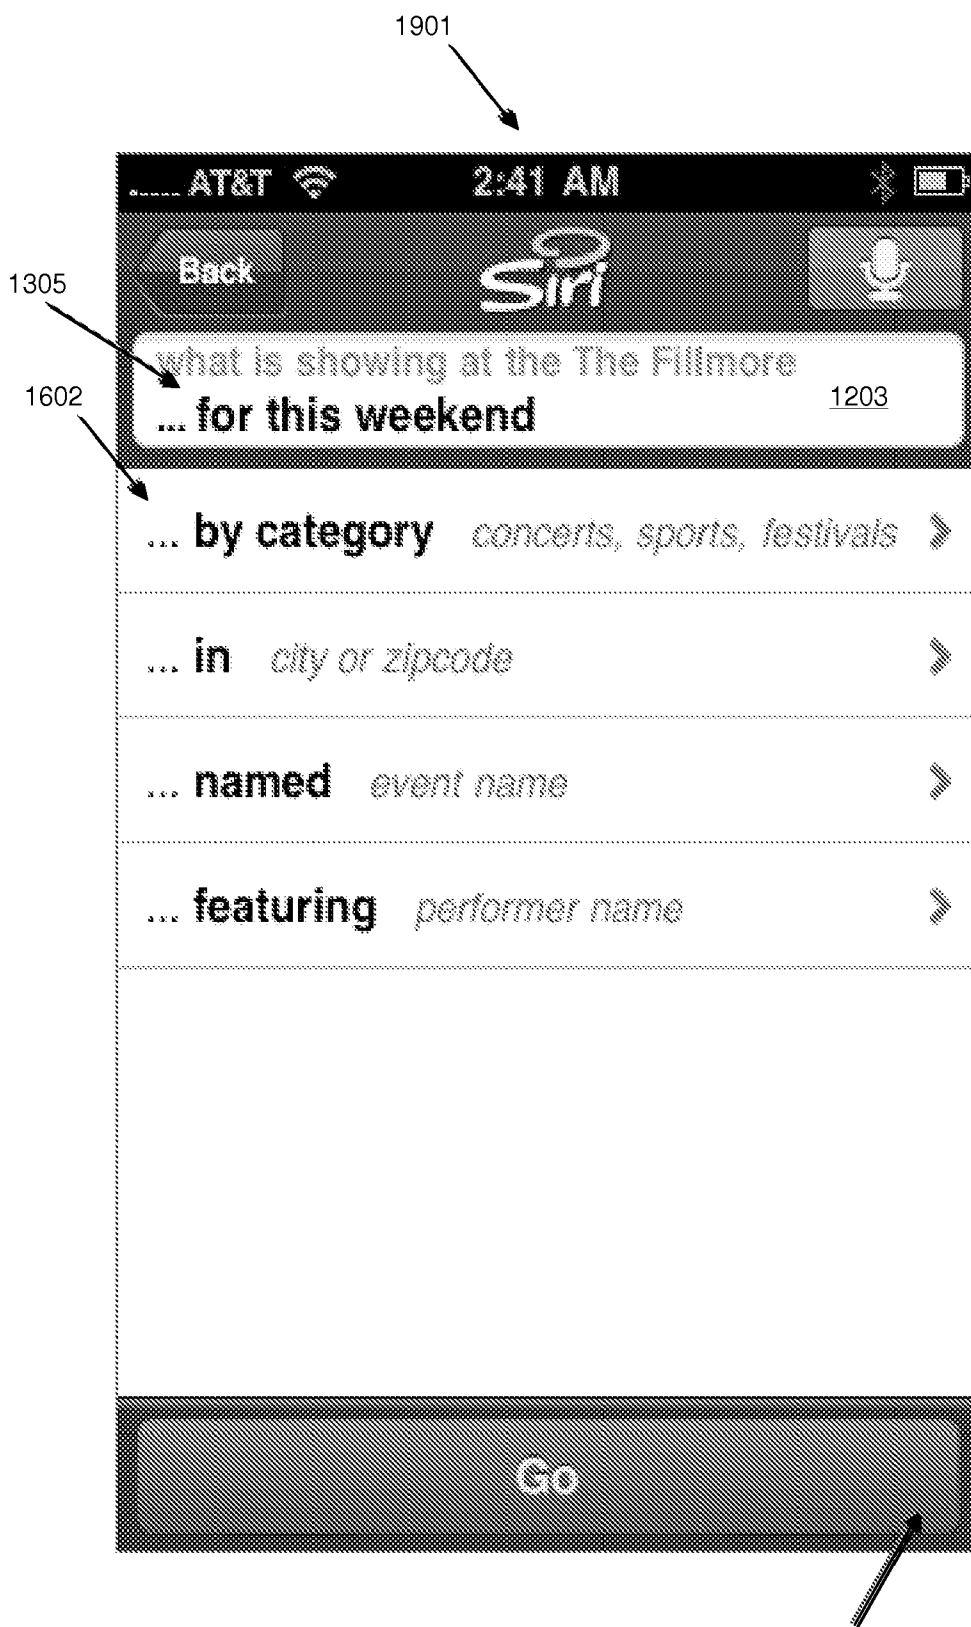 1901
AT&T 2:41 AM
Back Siri
1305
what is showing at the The Fillmore
1602
... for this weekend 1203
... by category concerts, sports, festivals
... in city or zipcode
... named event name
... featuring performer name
Go